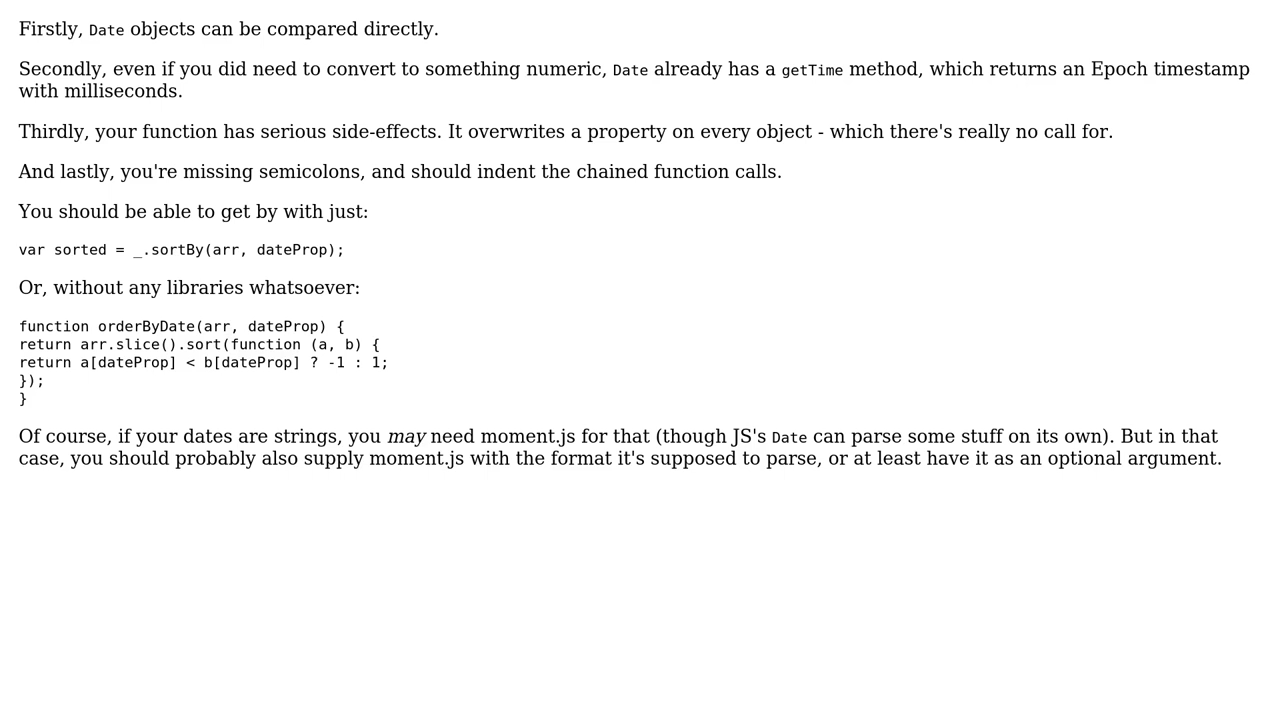 Firstly, Date objects can be compared directly.
Secondly, even if you did need to convert to something numeric, Date already has a getTime method, which returns an Epoch timestamp
with milliseconds.
Thirdly, your function has serious side-effects. It overwrites a property on every object - which there's really no call for.
And lastly, you're missing semicolons, and should indent the chained function calls.
You should be able to get by with just:
var sorted = _.sortBy(arr, dateProp);
Or, without any libraries whatsoever:
function orderByDate(arr, dateProp) {
return arr.slice().sort(function (a, b) {
return a[dateProp] < b[dateProp] ? -1 : 1;
});
}
Of course, if your dates are strings, you may need moment.js for that (though JS's Date can parse some stuff on its own). But in that
case, you should probably also supply moment.js with the format it's supposed to parse, or at least have it as an optional argument.